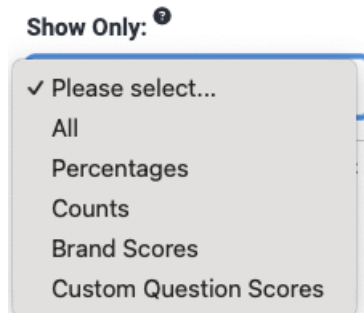 Show Only: ?
✓ Please select...
All
Percentages
Counts
Brand Scores
Custom Question Scores